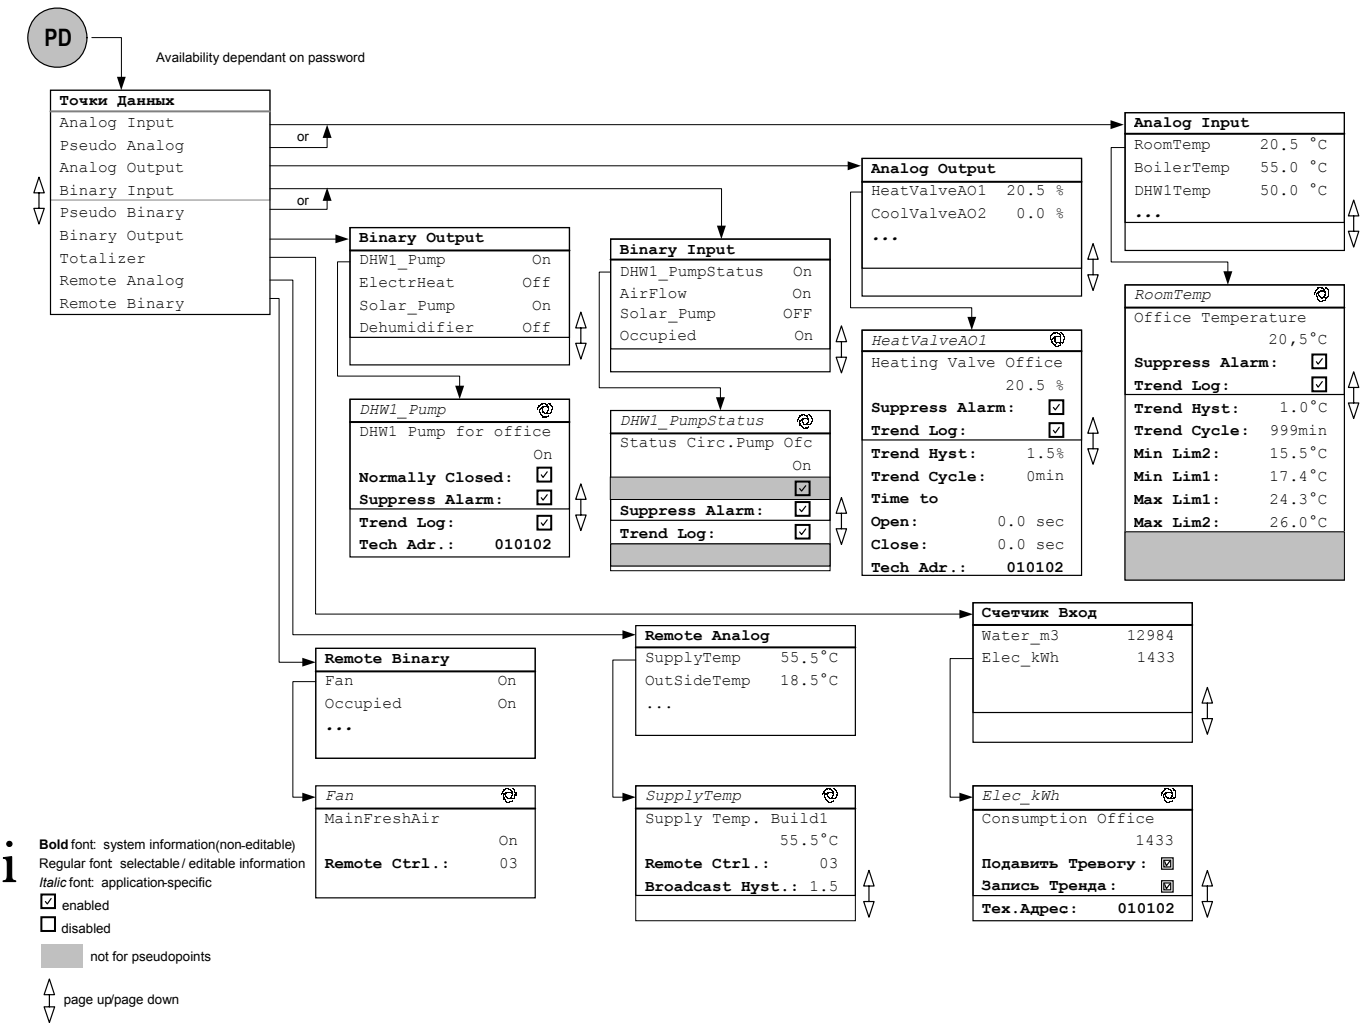 PD
Availability dependant on password
Точки Данных
Analog Input
Pseudo Analog
Analog Output
Binary Input
Pseudo Binary
Binary Output
Totalizer
Remote Analog
Remote Binary
or
or
Analog Input
RoomTemp 20.5 °C
BoilerTemp 55.0 °C
DHW1Temp 50.0 °C
...
Analog Output
HeatValveAO1 20.5 %
CoolValveAO2 0.0 %
...
Binary Output
DHW1_Pump On
ElectrHeat Off
Solar_Pump On
Dehumidifier Off
Binary Input
DHW1_PumpStatus On
AirFlow On
Solar_Pump OFF
Occupied On
RoomTemp
Office Temperature
20,5°C
Suppress Alarm:
Trend Log:
Trend Hyst: 1.0°C
Trend Cycle: 999min
Min Lim2: 15.5°C
Min Lim1: 17.4°C
Max Lim1: 24.3°C
Max Lim2: 26.0°C
HeatValveAO1
Heating Valve Office
20.5 %
Suppress Alarm:
Trend Log:
Trend Hyst: 1.5%
Trend Cycle: 0min
Time to
Open: 0.0 sec
Close: 0.0 sec
Tech Adr.: 010102
DHW1_Pump
DHW1 Pump for office
On
Normally Closed:
Suppress Alarm:
Trend Log:
Tech Adr.: 010102
DHW1_PumpStatus
Status Circ.Pump Ofc
On
Suppress Alarm:
Trend Log:
Счетчик Вход
Water_m3 12984
Elec_kWh 1433
Remote Analog
SupplyTemp 55.5°C
OutSideTemp 18.5°C
...
Remote Binary
Fan On
Occupied On
...
Fan
MainFreshAir
On
Remote Ctrl.: 03
SupplyTemp
Supply Temp. Build1
55.5°C
Remote Ctrl.: 03
Broadcast Hyst.: 1.5
Elec_kWh
Consumption Office
1433
Подавить Тревогу:
Запись Тренда:
Тех.Адрес: 010102
i
Bold font: system information(non-editable)
Regular font selectable / editable information
Italic font: application-specific
enabled
disabled
not for pseudopoints
page up/page down